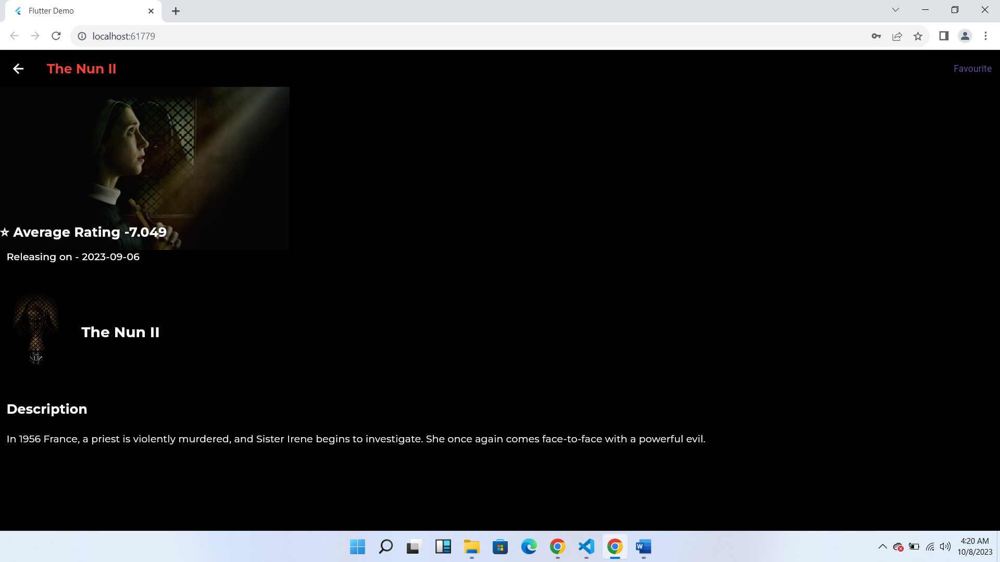 Flutter Demo
localhost:61779
The Nun II
Favourite
☆ Average Rating -7.049
Releasing on - 2023-09-06
NUN
The Nun II
Description
In 1956 France, a priest is violently murdered, and Sister Irene begins to investigate. She once again comes face-to-face with a powerful evil.
W
4:20 AM
10/8/2023